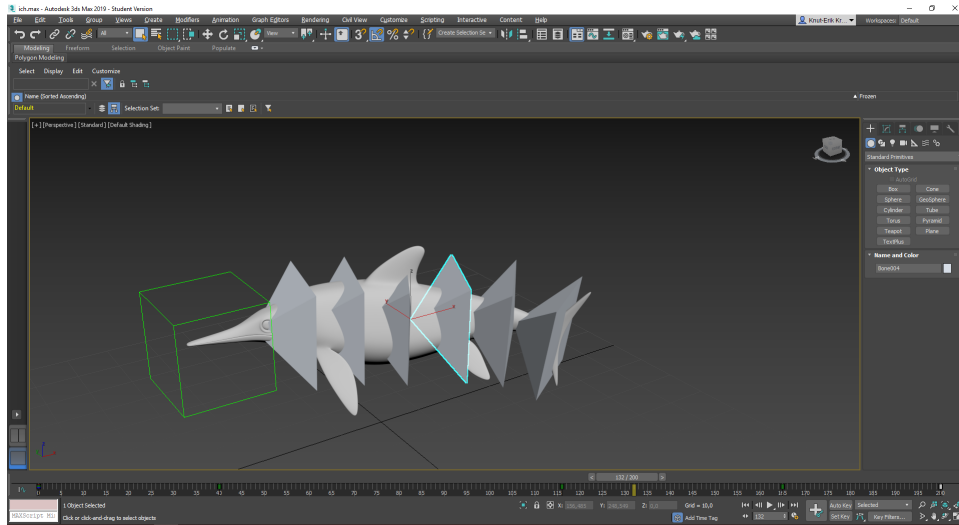 ich.max - Autodesk 3ds Max 2019 - Student Version
File Edit Tools Group Views Create Modifiers Animation Graph Editors Rendering Civil View Customize Scripting Interactive Content Help
Knut-Erik Kr... Workspaces: Default
All View Create Selection Se
Modeling Freeform Selection Object Paint Populate
Polygon Modeling
Select Display Edit Customize
Name (Sorted Ascending) ▲ Frozen
Default Selection Set:
[+] [Perspective] [Standard] [Default Shading]
Standard Primitives
Object Type
AutoGrid
Box Cone
Sphere GeoSphere
Cylinder Tube
Torus Pyramid
Teapot Plane
TextPlus
Name and Color
Bone004
z
x
y
132 / 200
0 5 10 15 20 25 30 35 40 45 50 55 60 65 70 75 80 85 90 95 100 105 110 115 120 125 130 135 140 145 150 155 160 165 170 175 180 185 190 195 200
1 Object Selected X: Y: Z: Grid = 10,0 Auto Key Selected
MAXScript Mi Click or click-and-drag to select objects Add Time Tag 132 Set Key Key Filters...